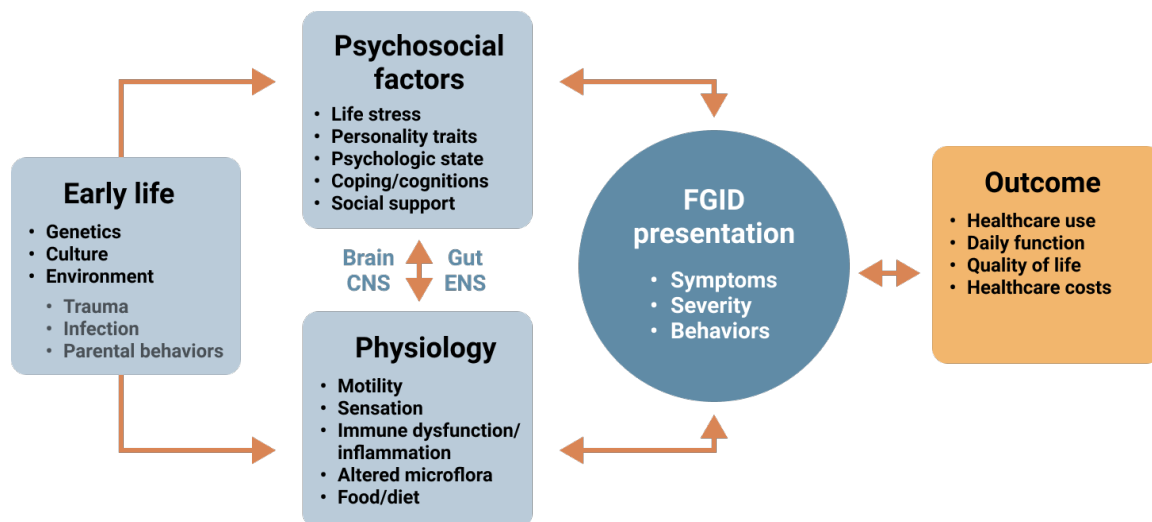 Early life
• Genetics
• Culture
• Environment
• Trauma
• Infection
• Parental behaviors
Psychosocial
factors
• Life stress
• Personality traits
• Psychologic state
• Coping/cognitions
• Social support
Brain
CNS
Gut
ENS
Physiology
• Motility
• Sensation
• Immune dysfunction/
inflammation
• Altered microflora
• Food/diet
FGID
presentation
• Symptoms
• Severity
• Behaviors
Outcome
• Healthcare use
• Daily function
• Quality of life
• Healthcare costs